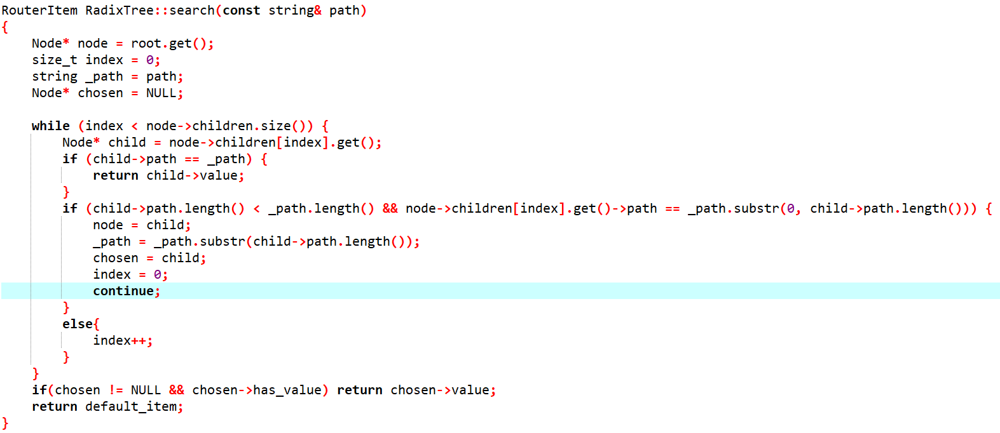 RouterItem RadixTree::search(const string& path)
{
    Node* node = root.get();
    size_t index = 0;
    string _path = path;
    Node* chosen = NULL;

    while (index < node->children.size()) {
        Node* child = node->children[index].get();
        if (child->path == _path) {
            return child->value;
        }
        if (child->path.length() < _path.length() && node->children[index].get()->path == _path.substr(0, child->path.length())) {
            node = child;
            _path = _path.substr(child->path.length());
            chosen = child;
            index = 0;
            continue;
        }
        else{
            index++;
        }
    }
    if(chosen != NULL && chosen->has_value) return chosen->value;
    return default_item;
}